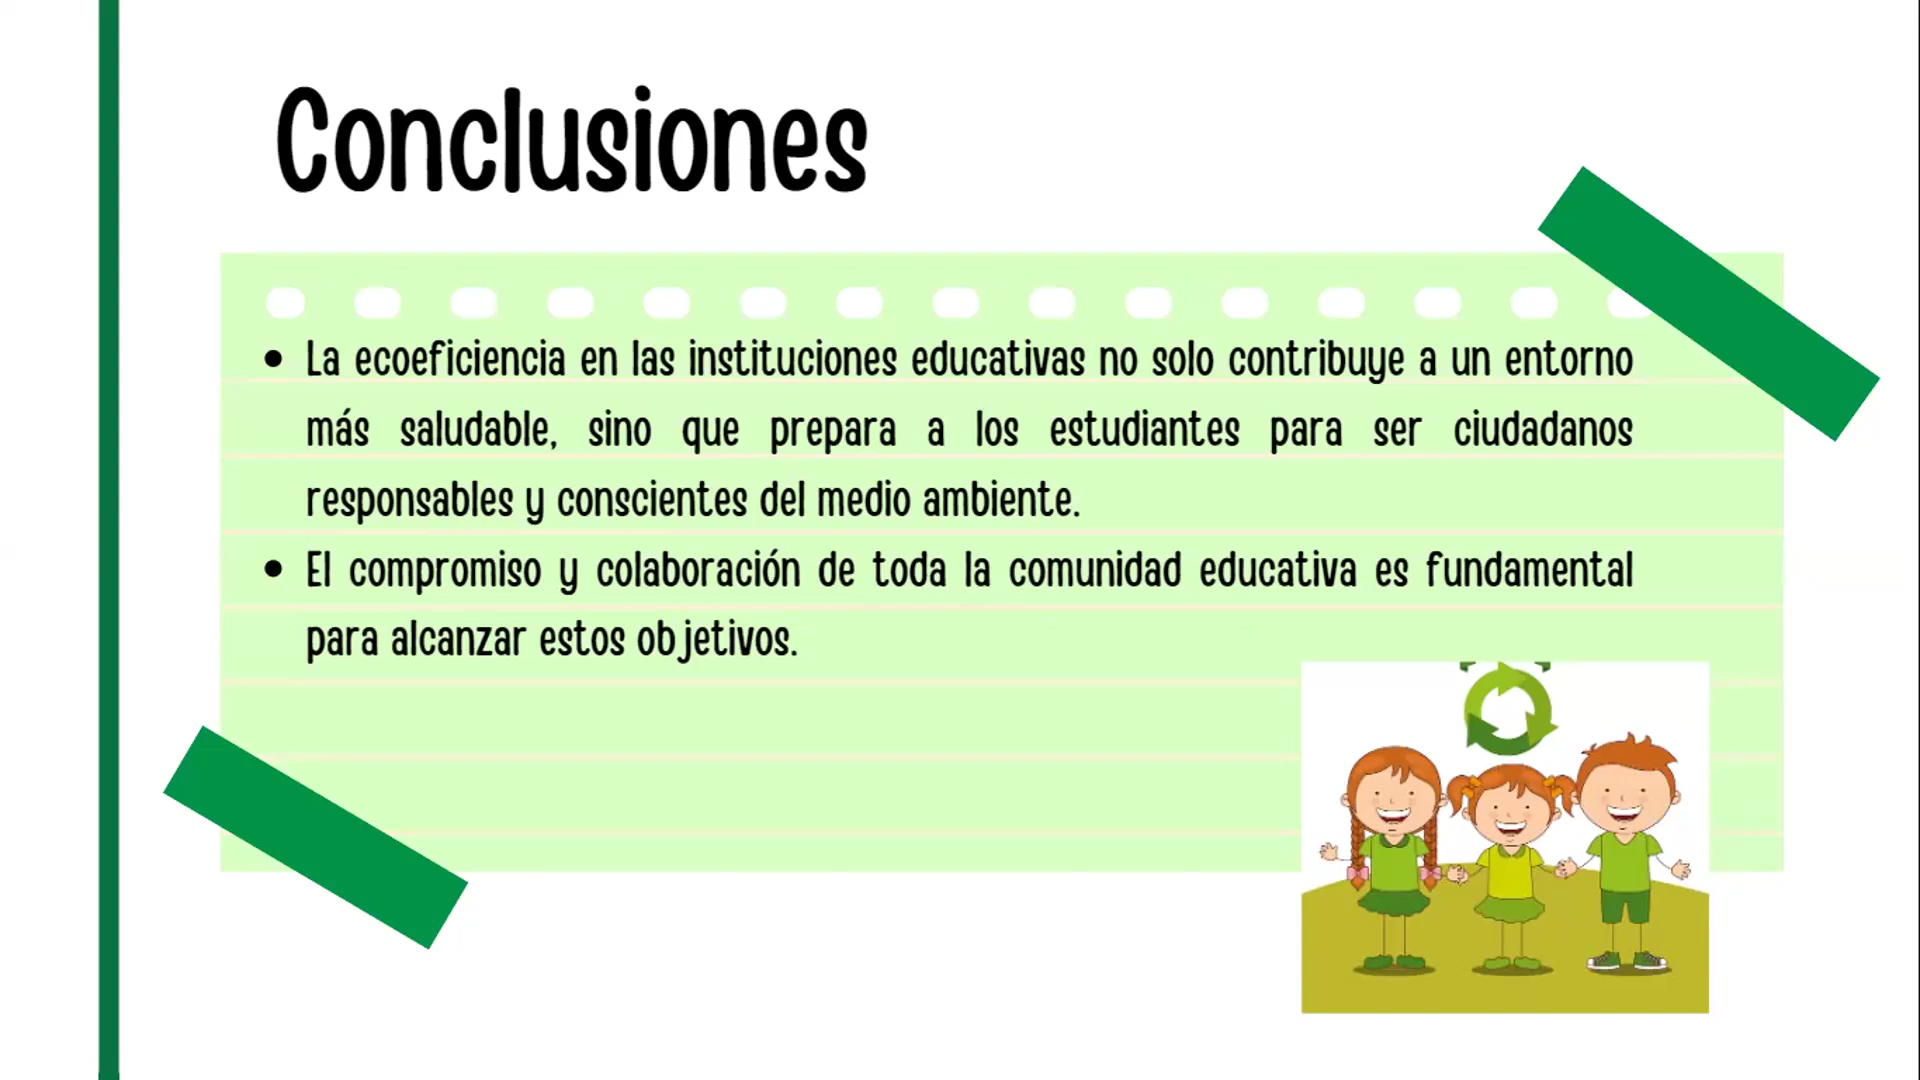 Conclusiones
• La ecoeficiencia en las instituciones educativas no solo contribuye a un entorno
más saludable, sino que prepara a los estudiantes para ser ciudadanos
responsables y conscientes del medio ambiente.
• El compromiso y colaboración de toda la comunidad educativa es fundamental
para alcanzar estos objetivos.